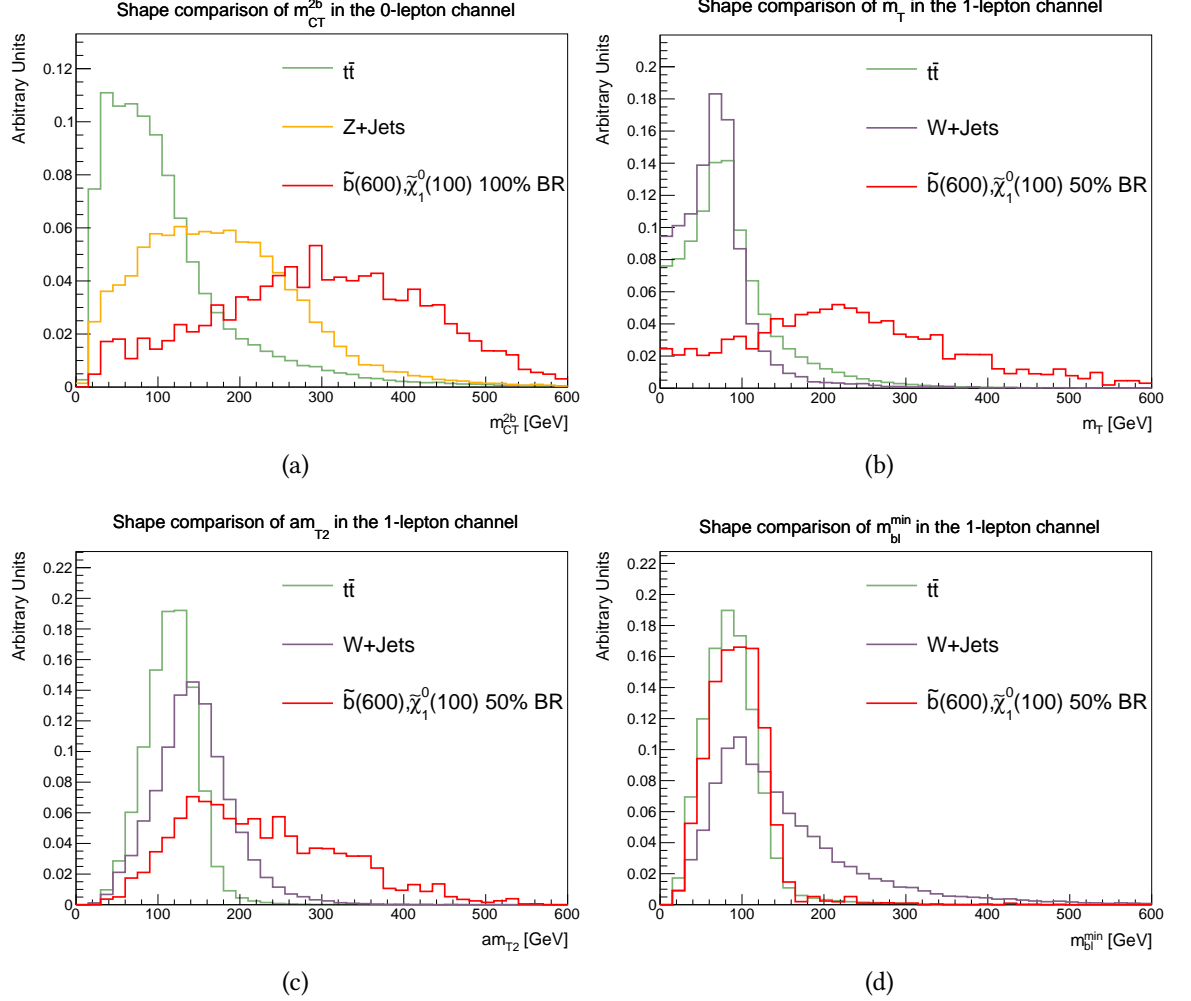 Shape comparison of m_CT^2b in the 0-lepton channel
Arbitrary Units
0.12
0.1
0.08
0.06
0.04
0.02
0
tt̄
Z+Jets
b̃(600),χ̃₁⁰(100) 100% BR
0 100 200 300 400 500 600
m_CT^2b [GeV]
(a)
Shape comparison of m_T in the 1-lepton channel
Arbitrary Units
0.2
0.18
0.16
0.14
0.12
0.1
0.08
0.06
0.04
0.02
0
tt̄
W+Jets
b̃(600),χ̃₁⁰(100) 50% BR
0 100 200 300 400 500 600
m_T [GeV]
(b)
Shape comparison of am_T2 in the 1-lepton channel
Arbitrary Units
0.22
0.2
0.18
0.16
0.14
0.12
0.1
0.08
0.06
0.04
0.02
0
tt̄
W+Jets
b̃(600),χ̃₁⁰(100) 50% BR
0 100 200 300 400 500 600
am_T2 [GeV]
(c)
Shape comparison of m_bl^min in the 1-lepton channel
Arbitrary Units
0.22
0.2
0.18
0.16
0.14
0.12
0.1
0.08
0.06
0.04
0.02
0
tt̄
W+Jets
b̃(600),χ̃₁⁰(100) 50% BR
0 100 200 300 400 500 600
m_bl^min [GeV]
(d)